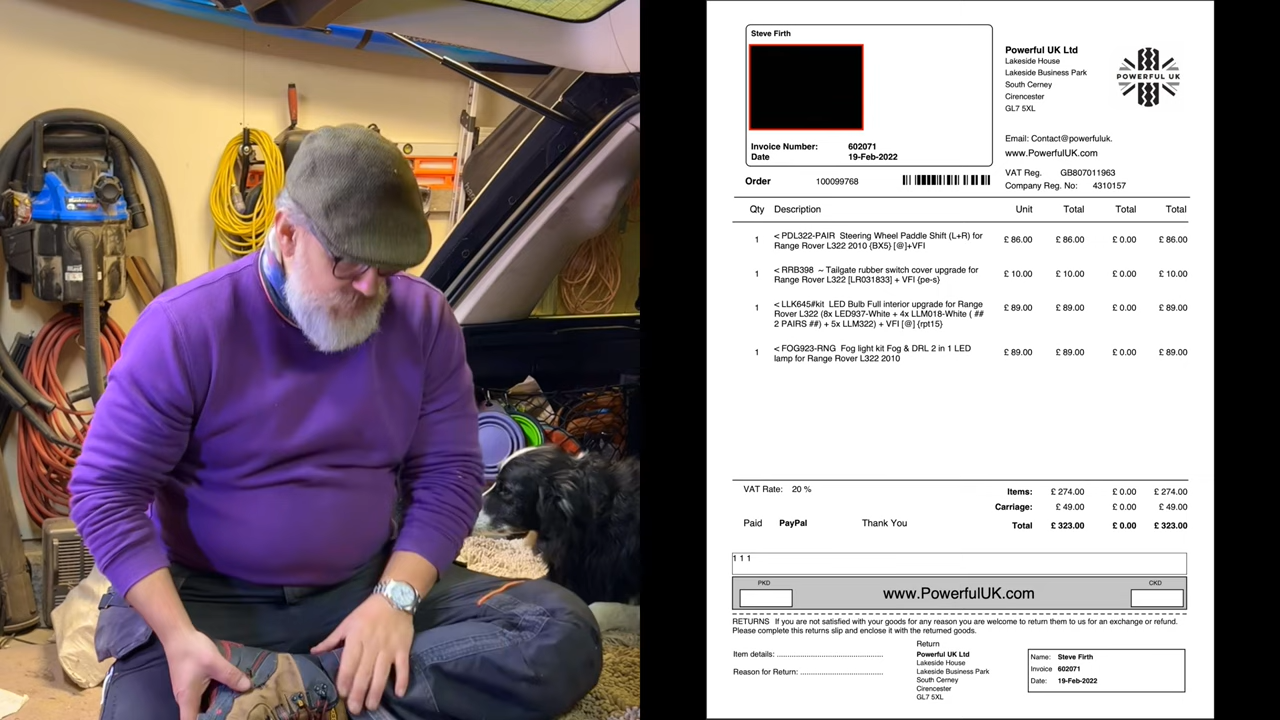 Steve Firth
Invoice Number: 602071
Date 19-Feb-2022
Powerful UK Ltd
Lakeside House
Lakeside Business Park
South Cerney
Cirencester
GL7 5XL
POWERFUL UK
Email: Contact@powerfuluk.
www.PowerfulUK.com
VAT Reg. GB807011963
Company Reg. No: 4310157
Order 100099768
Qty Description Unit Total Total Total
1 < PDL322-PAIR Steering Wheel Paddle Shift (L+R) for £ 86.00 £ 86.00 £ 0.00 £ 86.00
Range Rover L322 2010 {BX5} [@]+VFI
1 < RRB398 ~ Tailgate rubber switch cover upgrade for £ 10.00 £ 10.00 £ 0.00 £ 10.00
Range Rover L322 [LR031833] + VFI {pe-s}
1 < LLK645#kit LED Bulb Full interior upgrade for Range £ 89.00 £ 89.00 £ 0.00 £ 89.00
Rover L322 (8x LED937-White + 4x LLM018-White ( ##
2 PAIRS ##) + 5x LLM322) + VFI [@] {rpt15}
1 < FOG923-RNG Fog light kit Fog & DRL 2 in 1 LED £ 89.00 £ 89.00 £ 0.00 £ 89.00
lamp for Range Rover L322 2010
VAT Rate: 20 %
Items: £ 274.00 £ 0.00 £ 274.00
Carriage: £ 49.00 £ 0.00 £ 49.00
Paid PayPal Thank You
Total £ 323.00 £ 0.00 £ 323.00
1 1 1
PKD
www.PowerfulUK.com
CKD
RETURNS If you are not satisfied with your goods for any reason you are welcome to return them to us for an exchange or refund.
Please complete this returns slip and enclose it with the returned goods.
Item details: ................................................
Reason for Return: .....................................
Return
Powerful UK Ltd
Lakeside House
Lakeside Business Park
South Cerney
Cirencester
GL7 5XL
Name: Steve Firth
Invoice 602071
Date: 19-Feb-2022